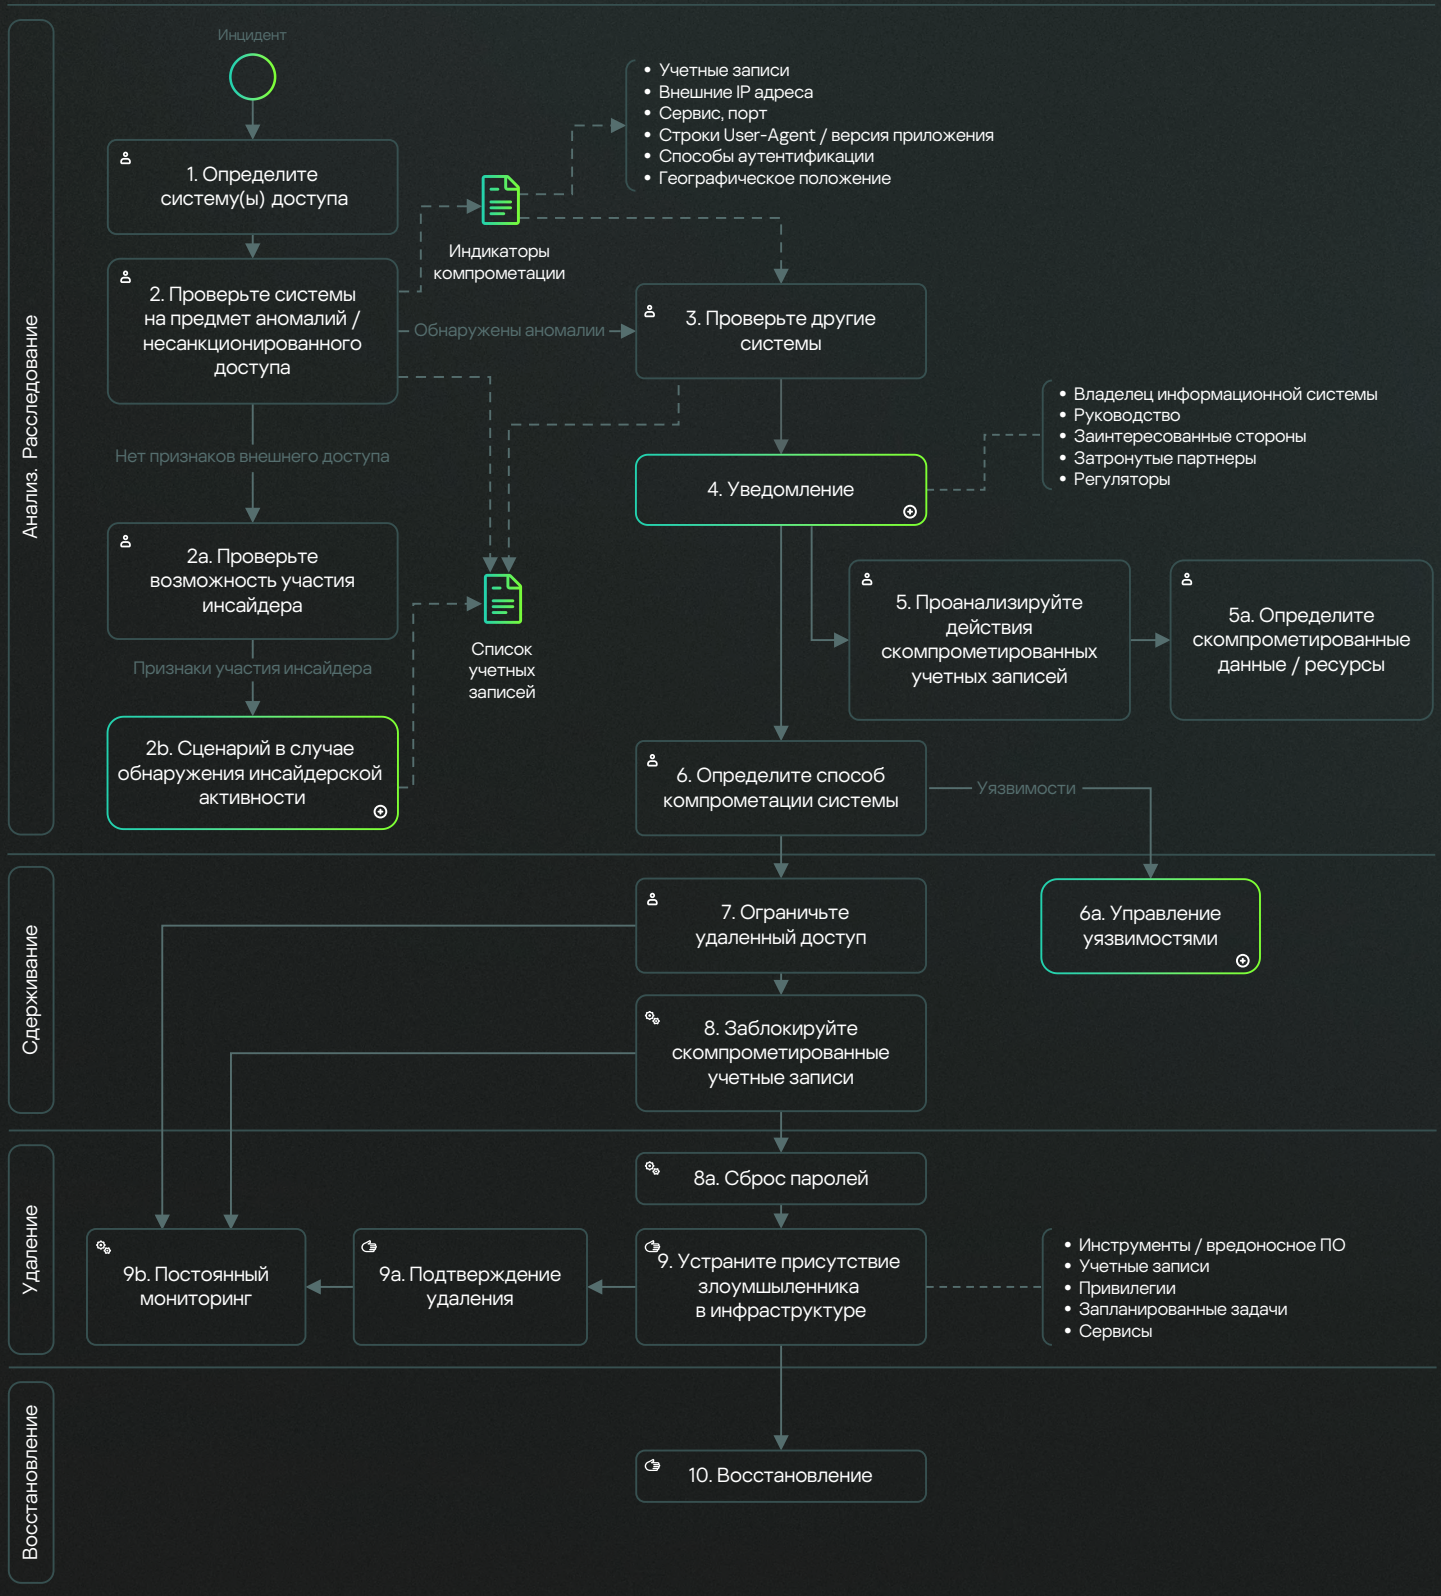 Инцидент
Анализ. Расследование
1. Определите
систему(ы) доступа
• Учетные записи
• Внешние IP адреса
• Сервис, порт
• Строки User-Agent / версия приложения
• Способы аутентификации
• Географическое положение
Индикаторы
компрометации
2. Проверьте системы
на предмет аномалий /
несанкционированного
доступа
Обнаружены аномалии
3. Проверьте другие
системы
Нет признаков внешнего доступа
4. Уведомление
• Владелец информационной системы
• Руководство
• Заинтересованные стороны
• Затронутые партнеры
• Регуляторы
2a. Проверьте
возможность участия
инсайдера
Признаки участия инсайдера
Список
учетных
записей
5. Проанализируйте
действия
скомпрометированных
учетных записей
5a. Определите
скомпрометированные
данные / ресурсы
2b. Сценарий в случае
обнаружения инсайдерской
активности
6. Определите способ
компрометации системы
Уязвимости
Сдерживание
7. Ограничьте
удаленный доступ
6a. Управление
уязвимостями
8. Заблокируйте
скомпрометированные
учетные записи
Удаление
8a. Сброс паролей
9b. Постоянный
мониторинг
9a. Подтверждение
удаления
9. Устраните присутствие
злоумшыленника
в инфраструктуре
• Инструменты / вредоносное ПО
• Учетные записи
• Привилегии
• Запланированные задачи
• Сервисы
Восстановление
10. Восстановление